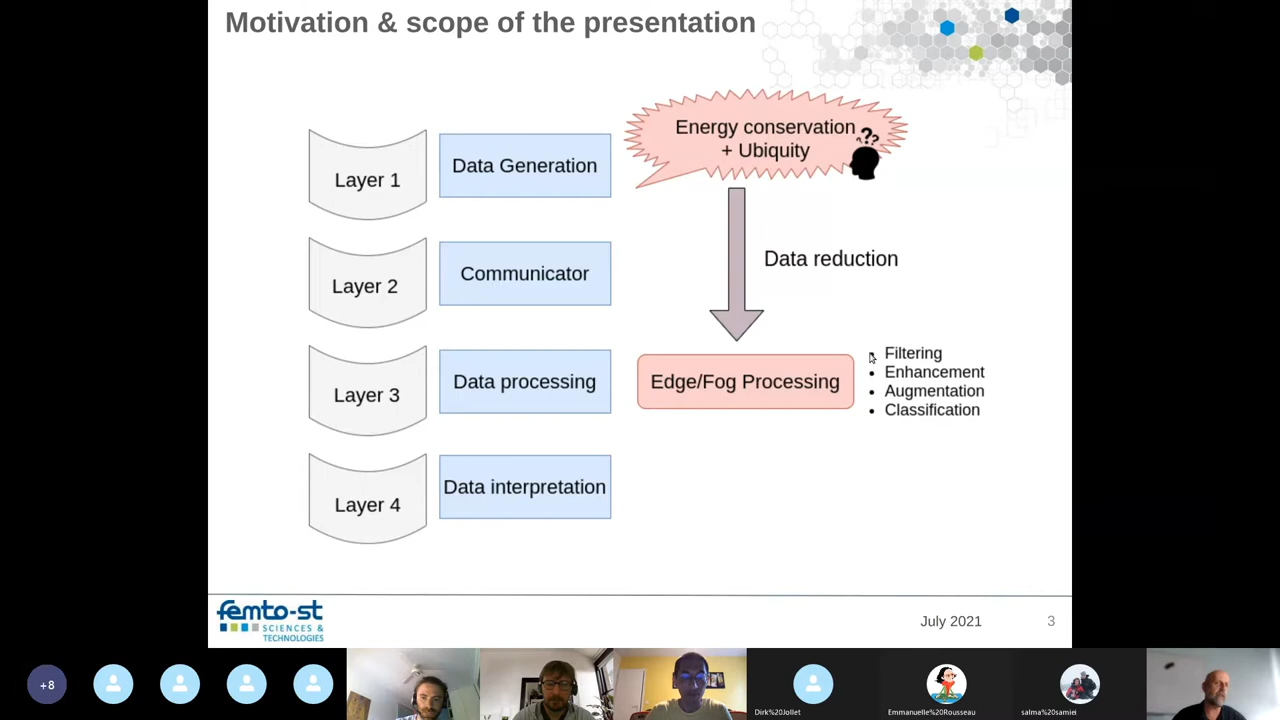 Motivation & scope of the presentation
Energy conservation
+ Ubiquity
??
Layer 1
Data Generation
Data reduction
Layer 2
Communicator
Layer 3
Data processing
Edge/Fog Processing
Filtering
Enhancement
Augmentation
Classification
Layer 4
Data interpretation
femto-st
SCIENCES &
TECHNOLOGIES
July 2021
3
+8
Dirk%20Jollet
Emmanuelle%20Rousseau
salma%20samiei